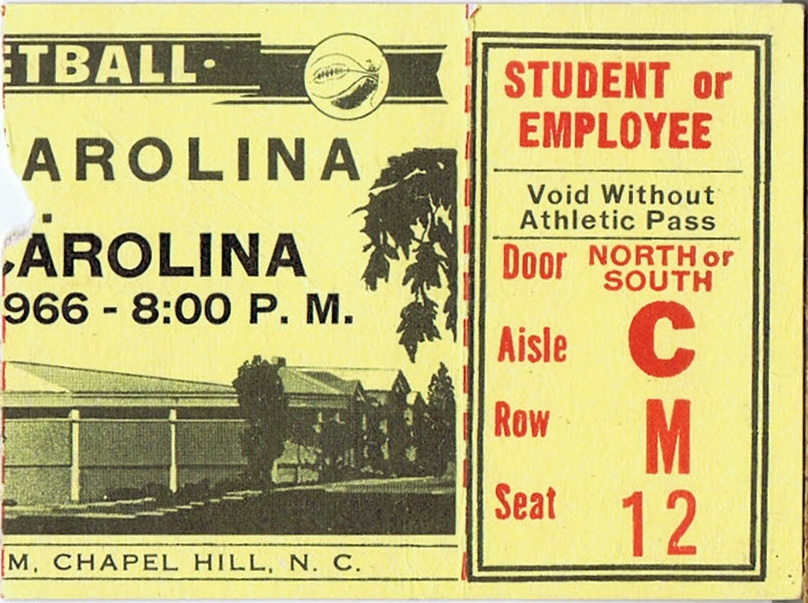 ETBALL·
AROLINA
.
CAROLINA
966 - 8:00 P. M.
M, CHAPEL HILL, N. C.
STUDENT or
EMPLOYEE
Void Without
Athletic Pass
Door NORTH or
SOUTH
Aisle C
Row M
Seat 12